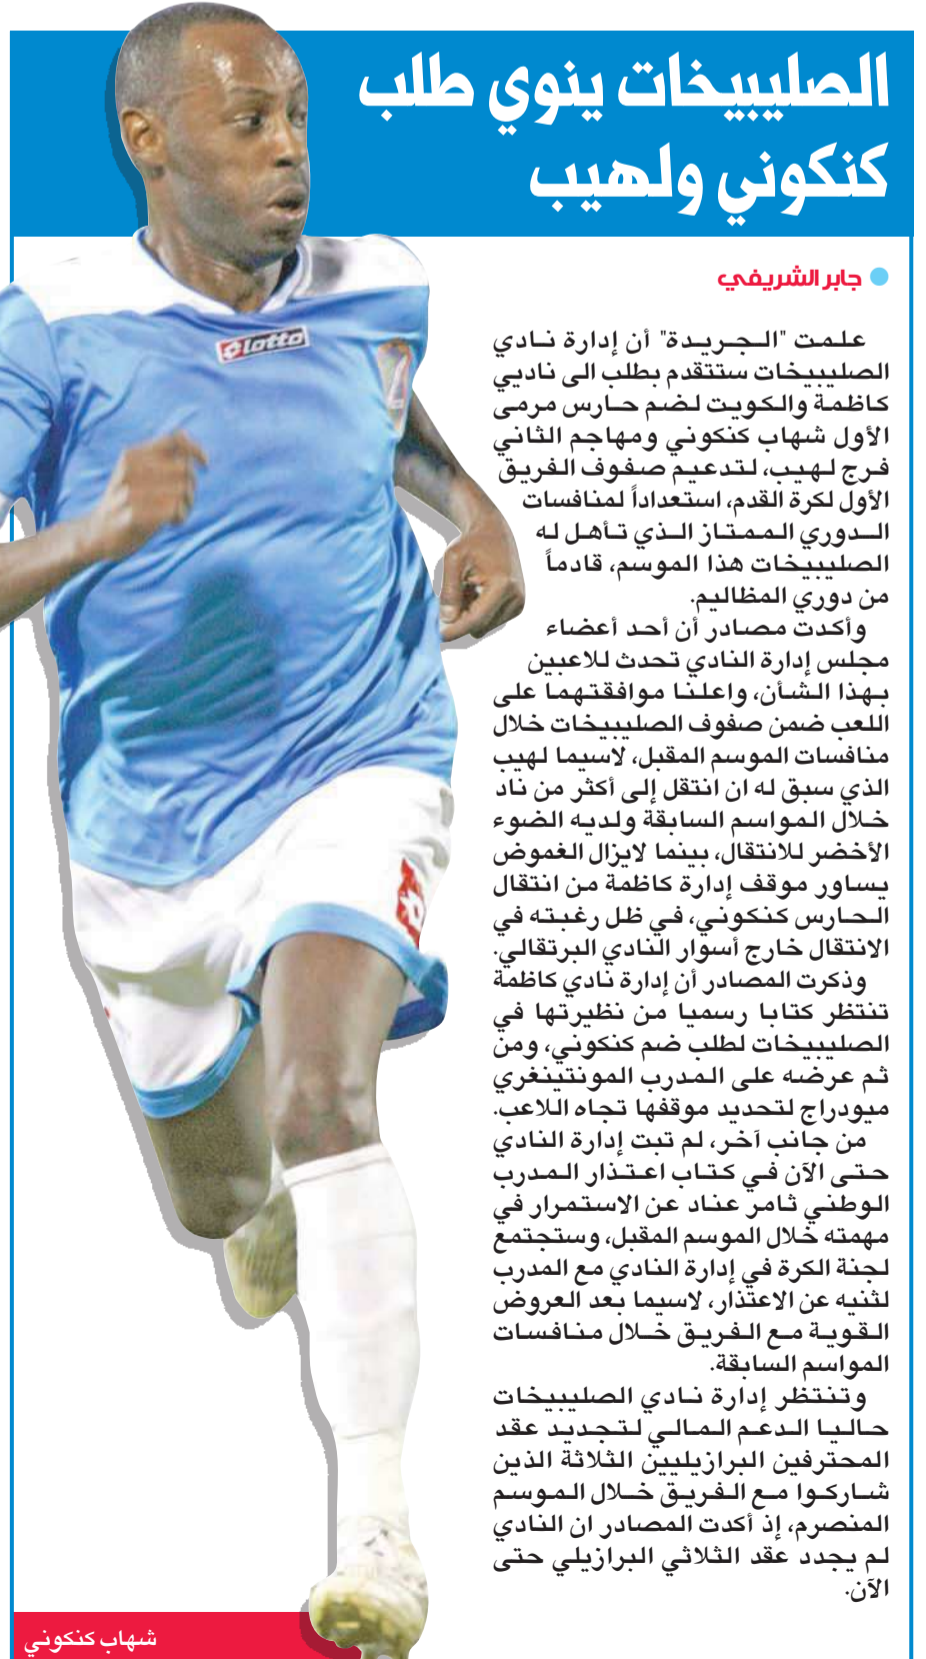 الصليبيخات ينوي طلب
كنكوني ولهيب
جابر الشريفي
علمت "الجريدة" أن إدارة نادي
الصليبيخات ستتقدم بطلب الى ناديي
كاظمة والكويت لضم حارس مرمى
الأول شهاب كنكوني ومهاجم الثاني
فرج لهيب، لتدعيم صفوف الفريق
الأول لكرة القدم، استعداداً لمنافسات
الدوري الممتاز الذي تأهل له
الصليبيخات هذا الموسم، قادماً
من دوري المظاليم.
وأكدت مصادر أن أحد أعضاء
مجلس إدارة النادي تحدث للاعبين
بهذا الشأن، واعلنا موافقتهما على
اللعب ضمن صفوف الصليبيخات خلال
منافسات الموسم المقبل، لاسيما لهيب
الذي سبق له ان انتقل إلى أكثر من ناد
خلال المواسم السابقة ولديه الضوء
الأخضر للانتقال، بينما لايزال الغموض
يساور موقف إدارة كاظمة من انتقال
الحارس كنكوني، في ظل رغبته في
الانتقال خارج أسوار النادي البرتقالي.
وذكرت المصادر أن إدارة نادي كاظمة
تنتظر كتابا رسميا من نظيرتها في
الصليبيخات لطلب ضم كنكوني، ومن
ثم عرضه على المدرب المونتينغري
ميودراج لتحديد موقفها تجاه اللاعب.
من جانب آخر، لم تبت إدارة النادي
حتى الآن في كتاب اعتذار المدرب
الوطني ثامر عناد عن الاستمرار في
مهمته خلال الموسم المقبل، وستجتمع
لجنة الكرة في إدارة النادي مع المدرب
لثنيه عن الاعتذار، لاسيما بعد العروض
القوية مع الفريق خلال منافسات
المواسم السابقة.
وتنتظر إدارة نادي الصليبيخات
حاليا الدعم المالي لتجديد عقد
المحترفين البرازيليين الثلاثة الذين
شاركوا مع الفريق خلال الموسم
المنصرم، إذ أكدت المصادر ان النادي
لم يجدد عقد الثلاثي البرازيلي حتى
الآن.
lotto
شهاب كنكوني